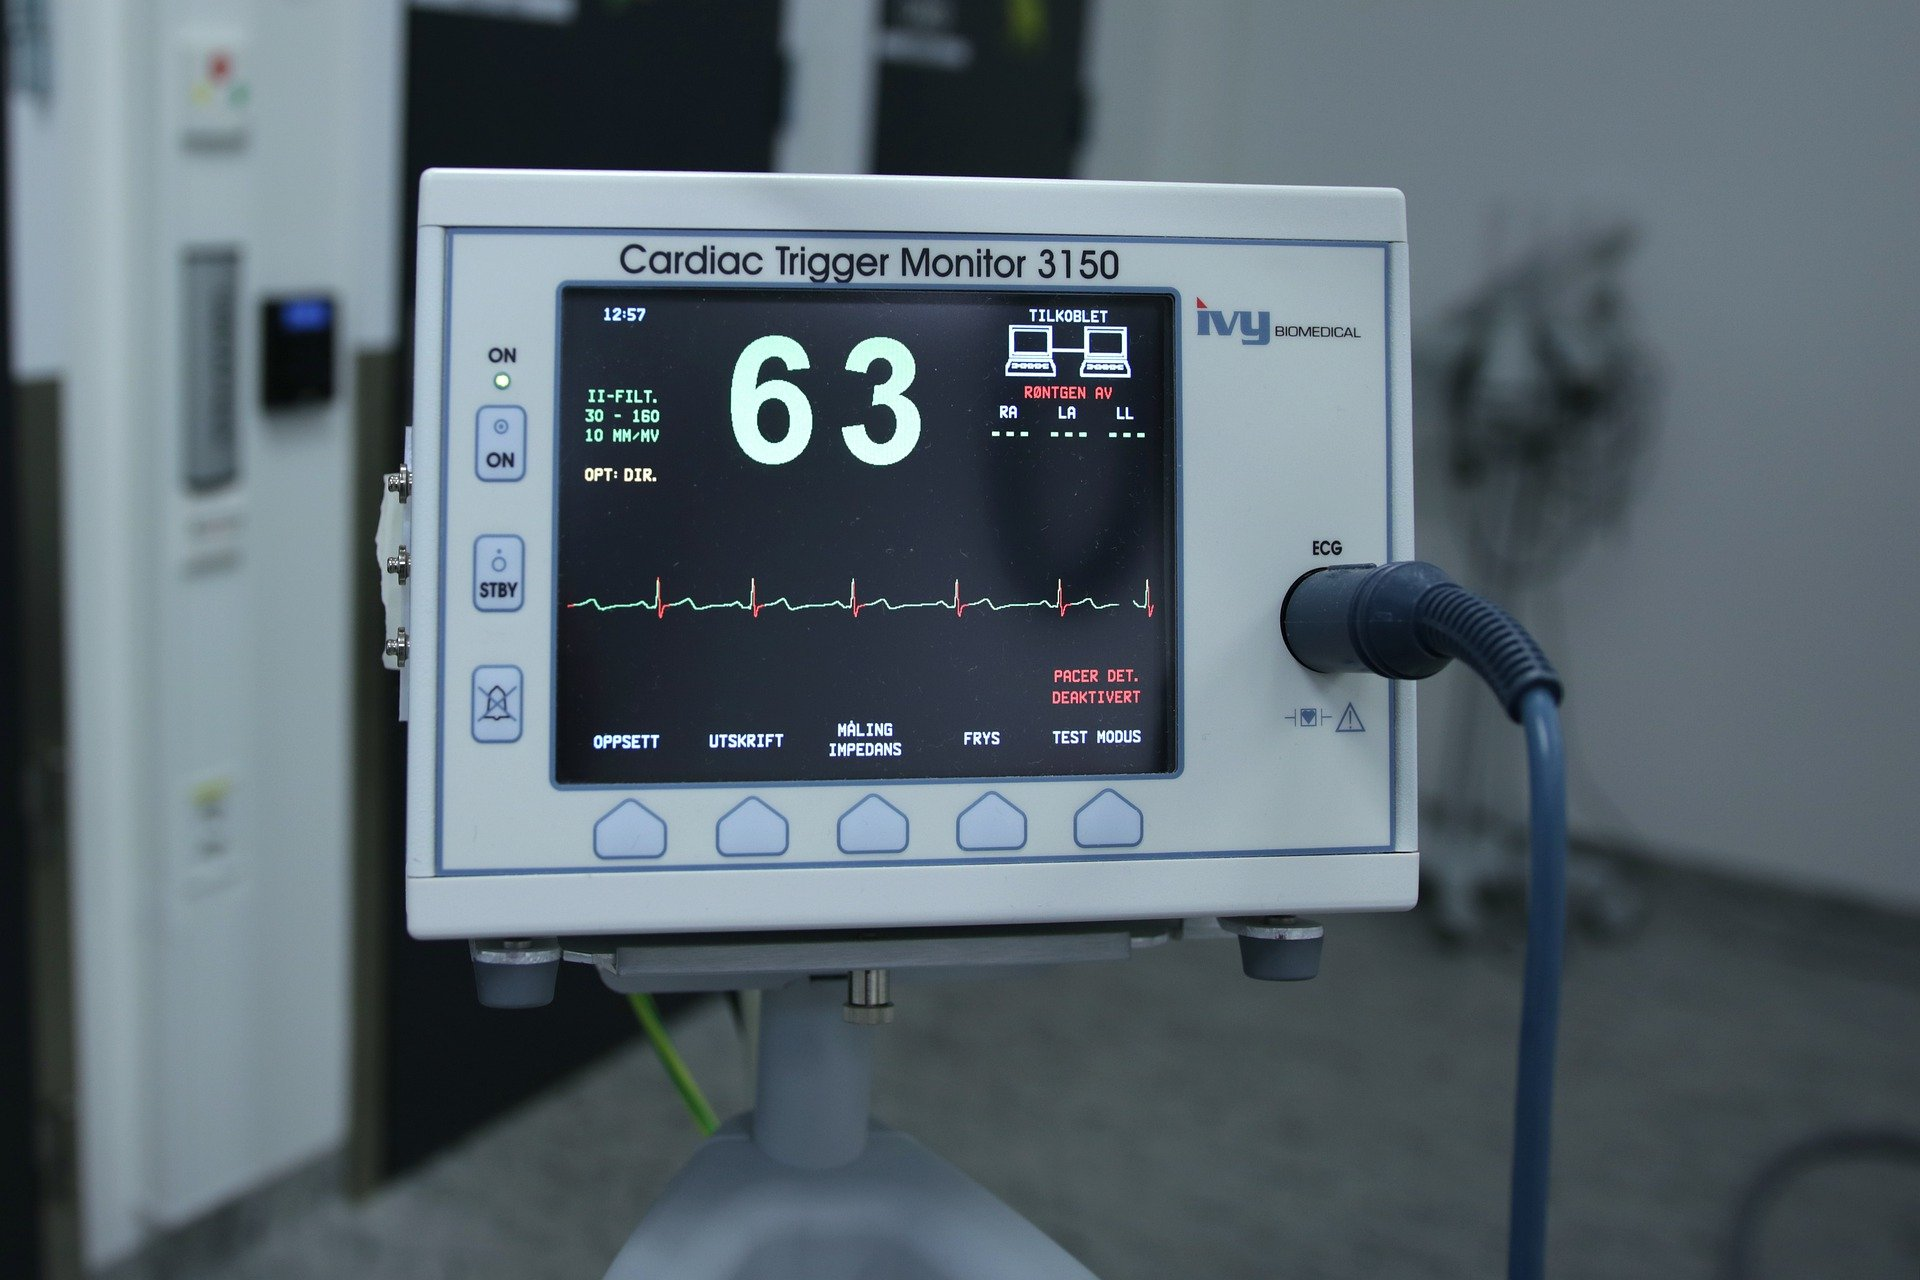 Cardiac Trigger Monitor 3150
ivy BIOMEDICAL
12:57
63
TILKOBLET
RØNTGEN AV
RA LA LL
--- --- ---
II-FILT.
30 - 160
10 MM/MV
OPT: DIR.
ON
ON
STBY
ECG
PACER DET.
DEAKTIVERT
OPPSETT
UTSKRIFT
MÅLING
IMPEDANS
FRYS
TEST MODUS